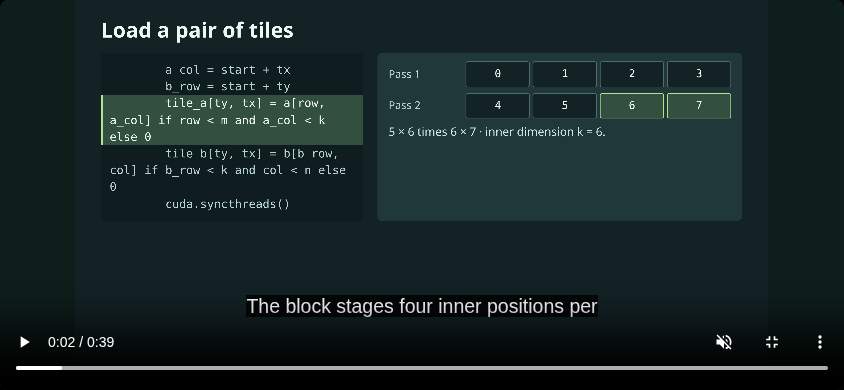 Load a pair of tiles
a col = start + tx
b_row = start + ty
tile_a[ty, tx] = a[row,
a_col] if row < m and a_col < k
else 0
tile b[ty, tx] = b[b row,
col] if b_row < k and col < n else
0
cuda.syncthreads()
Pass 1 0 1 2 3
Pass 2 4 5 6 7
5 × 6 times 6 × 7 · inner dimension k = 6.
The block stages four inner positions per
0:02 / 0:39